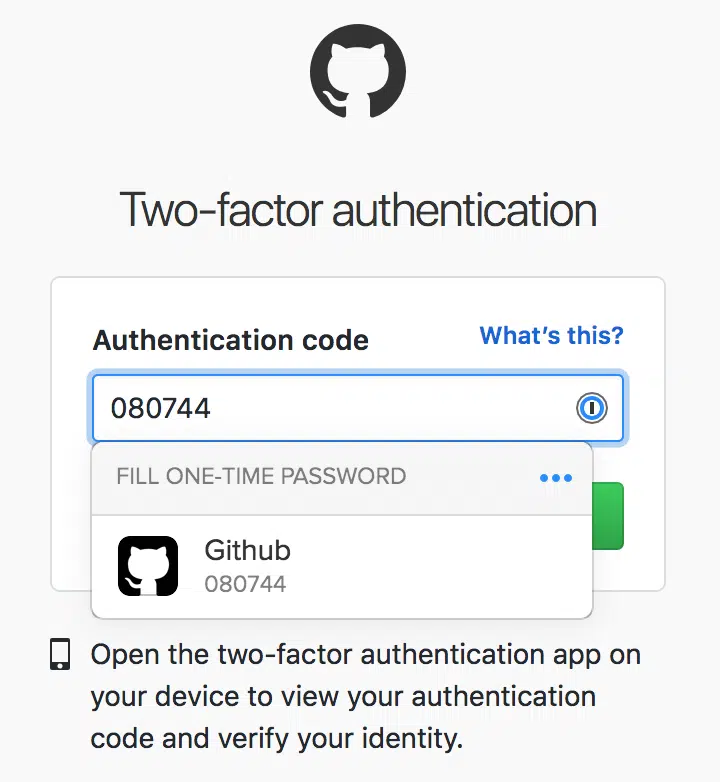 Two-factor authentication
Authentication code
What's this?
080744
FILL ONE-TIME PASSWORD
Github
080744
Open the two-factor authentication app on
your device to view your authentication
code and verify your identity.